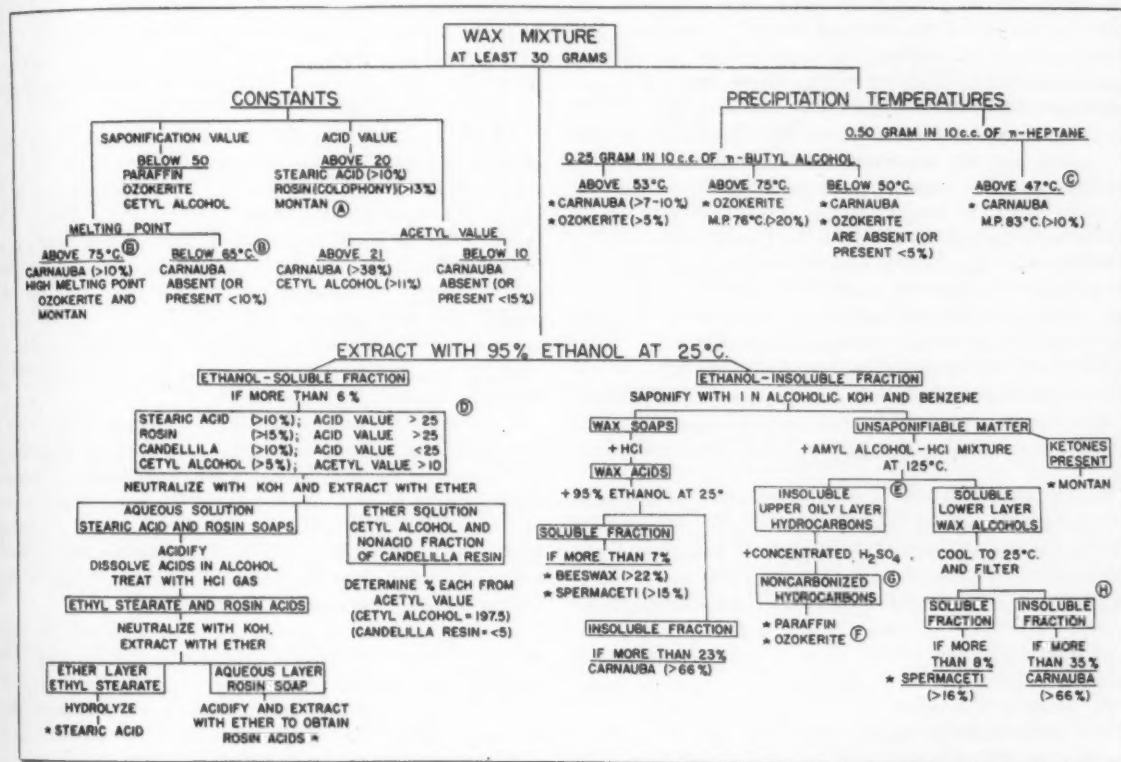 WAX MIXTURE
AT LEAST 30 GRAMS
CONSTANTS
SAPONIFICATION VALUE
BELOW 50
PARAFFIN
OZOKERITE
CETYL ALCOHOL
ACID VALUE
ABOVE 20
STEARIC ACID (>10%)
ROSIN (COLOPHONY) (>13%)
MONTAN (A)
MELTING POINT
ABOVE 75°C. (B)
CARNAUBA (>10%)
HIGH MELTING POINT
OZOKERITE AND
MONTAN
BELOW 65°C. (B)
CARNAUBA
ABSENT (OR
PRESENT <10%)
ACETYL VALUE
ABOVE 21
CARNAUBA (>38%)
CETYL ALCOHOL (>11%)
BELOW 10
CARNAUBA
ABSENT (OR
PRESENT <15%)
PRECIPITATION TEMPERATURES
0.25 GRAM IN 10 c.c. OF n-BUTYL ALCOHOL
ABOVE 53°C.
* CARNAUBA (>7-10%)
* OZOKERITE (>5%)
ABOVE 75°C.
* OZOKERITE
M.P. 76°C. (>20%)
BELOW 50°C.
* CARNAUBA
* OZOKERITE
ARE ABSENT (OR
PRESENT <5%)
0.50 GRAM IN 10 c.c. OF n-HEPTANE
ABOVE 47°C. (C)
* CARNAUBA
M.P. 83°C. (>10%)
EXTRACT WITH 95% ETHANOL AT 25°C.
ETHANOL-SOLUBLE FRACTION
IF MORE THAN 6%
(D)
STEARIC ACID (>10%); ACID VALUE >25
ROSIN (>15%); ACID VALUE >25
CANDELLILA (>10%); ACID VALUE <25
CETYL ALCOHOL (>5%); ACETYL VALUE >10
NEUTRALIZE WITH KOH AND EXTRACT WITH ETHER
AQUEOUS SOLUTION
STEARIC ACID AND ROSIN SOAPS
ACIDIFY
DISSOLVE ACIDS IN ALCOHOL
TREAT WITH HCl GAS
ETHYL STEARATE AND ROSIN ACIDS
NEUTRALIZE WITH KOH,
EXTRACT WITH ETHER
ETHER LAYER
ETHYL STEARATE
HYDROLYZE
* STEARIC ACID
AQUEOUS LAYER
ROSIN SOAP
ACIDIFY AND EXTRACT
WITH ETHER TO OBTAIN
ROSIN ACIDS *
ETHER SOLUTION
CETYL ALCOHOL AND
NONACID FRACTION
OF CANDELILLA RESIN
DETERMINE % EACH FROM
ACETYL VALUE
(CETYL ALCOHOL = 197.5)
(CANDELILLA RESIN = <5)
ETHANOL-INSOLUBLE FRACTION
SAPONIFY WITH 1 N ALCOHOLIC KOH AND BENZENE
WAX SOAPS
+HCl
WAX ACIDS
+95% ETHANOL AT 25°
SOLUBLE FRACTION
IF MORE THAN 7%
* BEESWAX (>22%)
* SPERMACETI (>15%)
INSOLUBLE FRACTION
IF MORE THAN 23%
CARNAUBA (>66%)
UNSAPONIFIABLE MATTER
+ AMYL ALCOHOL-HCl MIXTURE
AT 125°C.
KETONES
PRESENT
* MONTAN
(E)
INSOLUBLE
UPPER OILY LAYER
HYDROCARBONS
+CONCENTRATED H₂SO₄
NONCARBONIZED
HYDROCARBONS
(G)
* PARAFFIN
* OZOKERITE (F)
SOLUBLE
LOWER LAYER
WAX ALCOHOLS
COOL TO 25°C.
AND FILTER
SOLUBLE
FRACTION
IF MORE
THAN 8%
* SPERMACETI
(>16%)
(H)
INSOLUBLE
FRACTION
IF MORE
THAN 35%
CARNAUBA
(>66%)